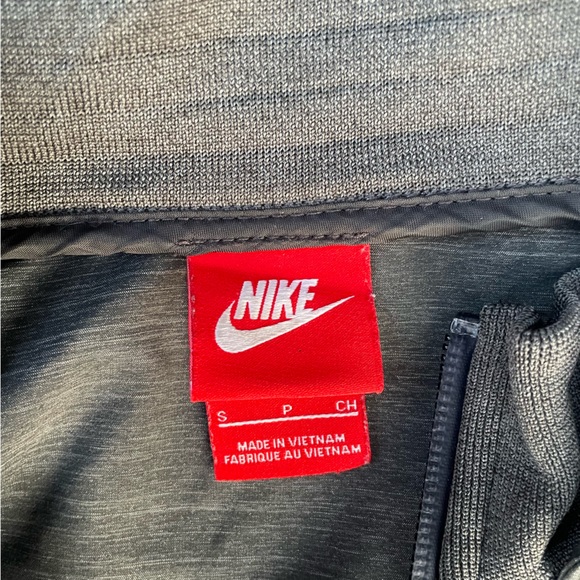 NIKE
S P CH
MADE IN VIETNAM
FABRIQUE AU VIETNAM